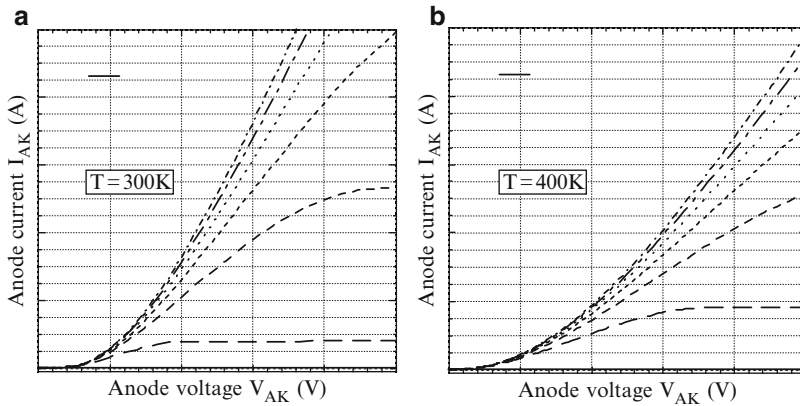 a
Anode current I_AK (A)
T = 300K
Anode voltage V_AK (V)
b
Anode current I_AK (A)
T = 400K
Anode voltage V_AK (V)